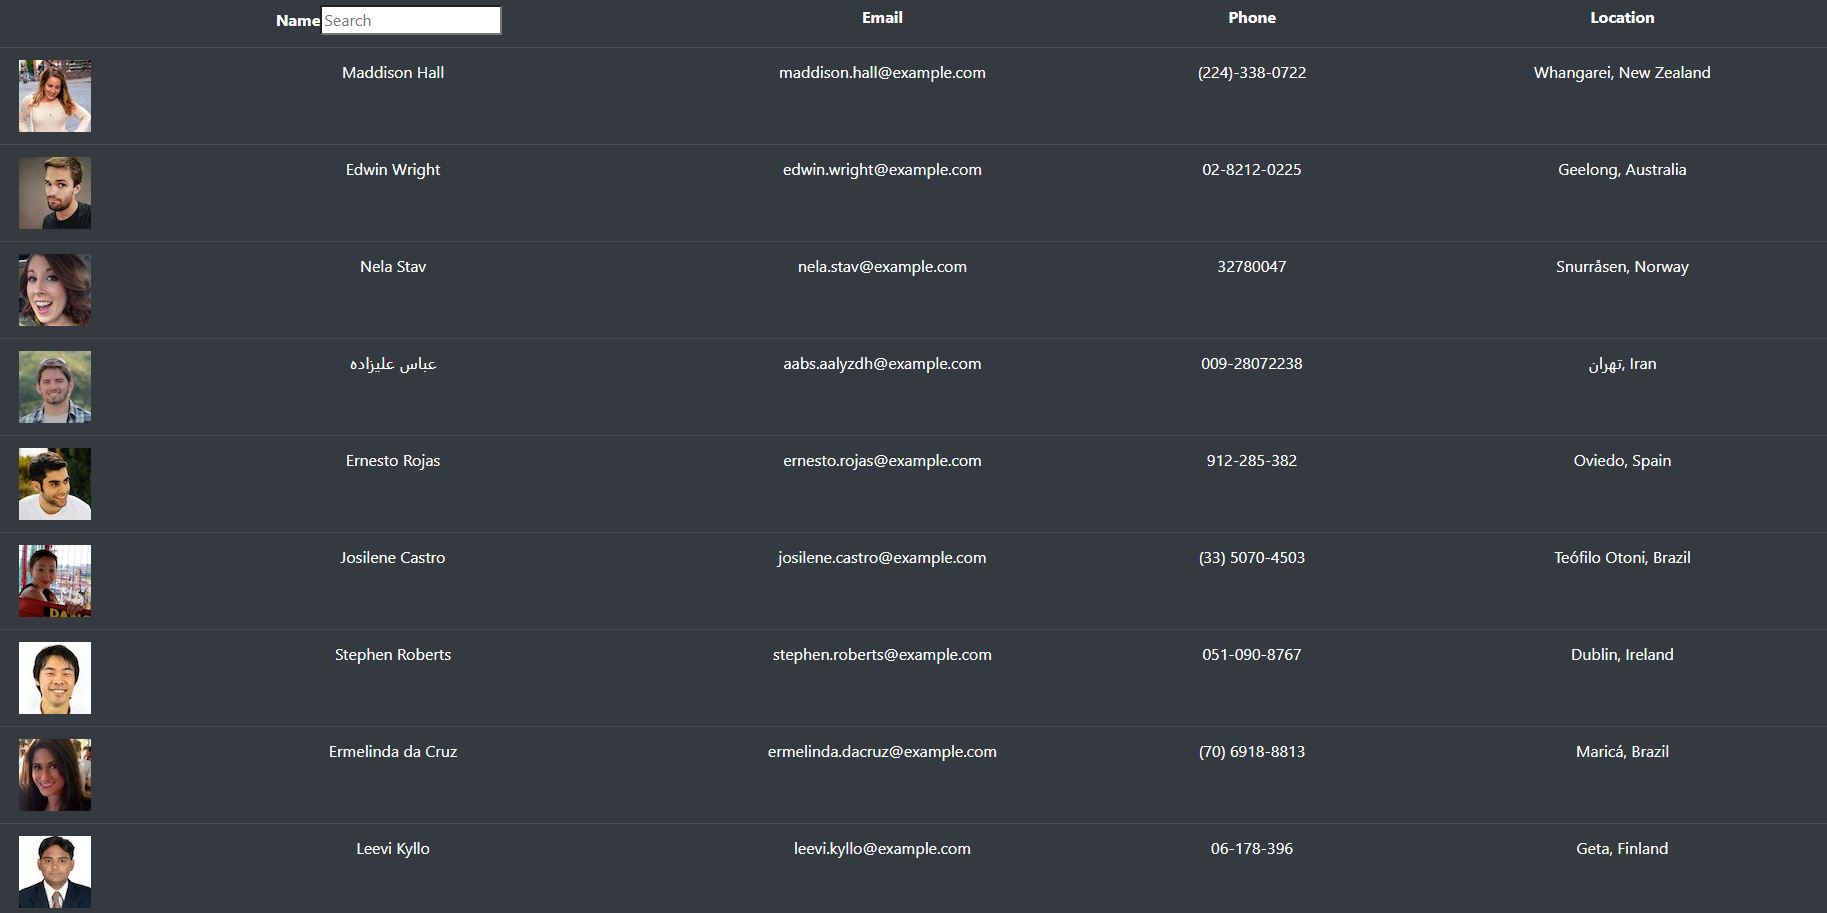 Name Search Email Phone Location
Maddison Hall maddison.hall@example.com (224)-338-0722 Whangarei, New Zealand
Edwin Wright edwin.wright@example.com 02-8212-0225 Geelong, Australia
Nela Stav nela.stav@example.com 32780047 Snurråsen, Norway
عباس علیزاده aabs.aalyzdh@example.com 009-28072238 تهران, Iran
Ernesto Rojas ernesto.rojas@example.com 912-285-382 Oviedo, Spain
Josilene Castro josilene.castro@example.com (33) 5070-4503 Teófilo Otoni, Brazil
Stephen Roberts stephen.roberts@example.com 051-090-8767 Dublin, Ireland
Ermelinda da Cruz ermelinda.dacruz@example.com (70) 6918-8813 Maricá, Brazil
Leevi Kyllo leevi.kyllo@example.com 06-178-396 Geta, Finland